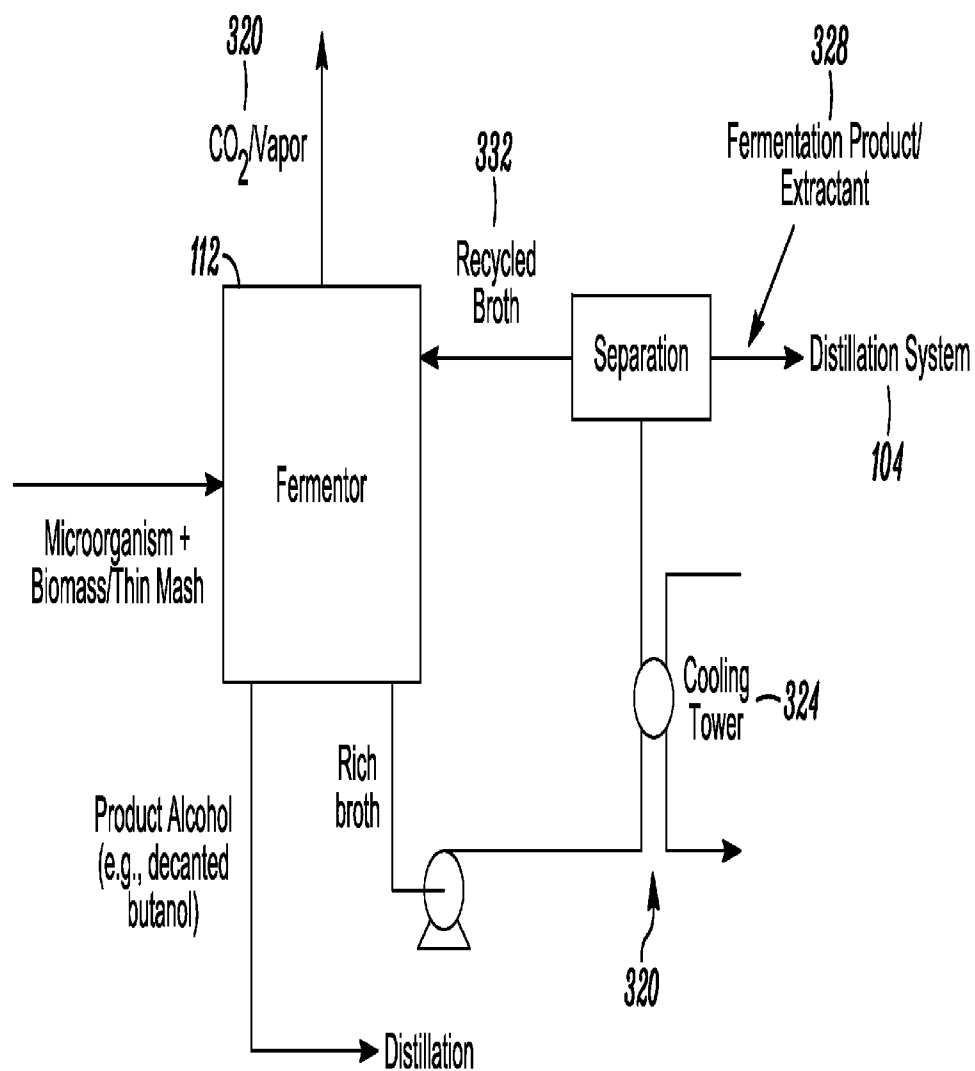 320
CO2/Vapor
328
Fermentation Product/
Extractant
332
Recycled
Broth
112
Separation
Distillation System
104
Fermentor
Microorganism +
Biomass/Thin Mash
Cooling
Tower
324
Rich
broth
Product Alcohol
(e.g., decanted
butanol)
320
Distillation